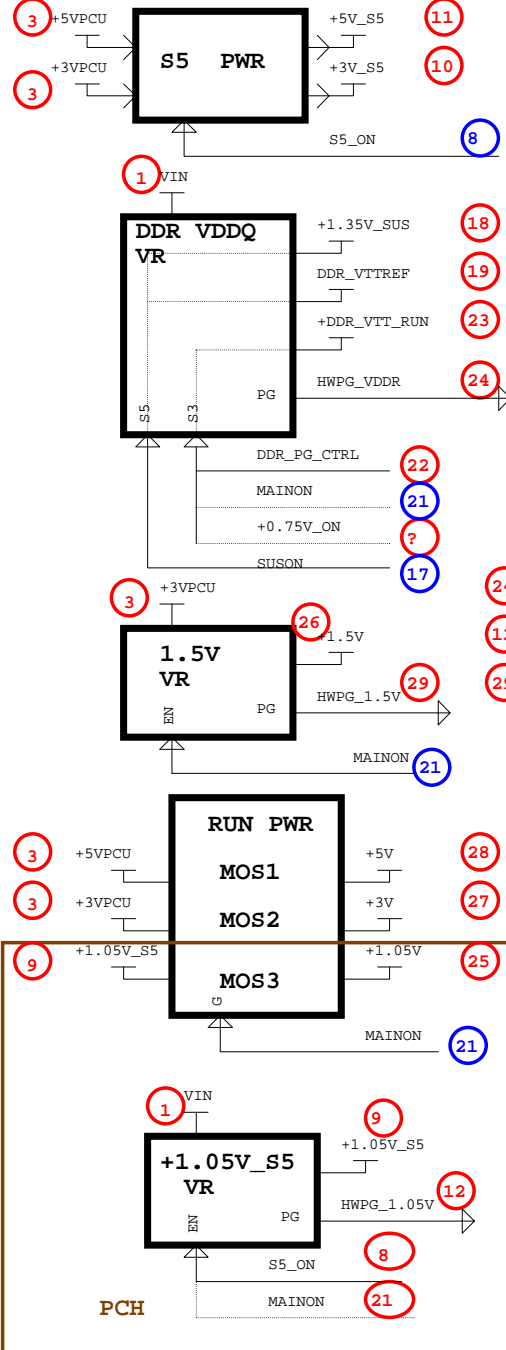 3 +5VPCU +5V_S5 11
S5 PWR
3 +3VPCU +3V_S5 10
S5_ON 8
1 VIN
DDR VDDQ +1.35V_SUS 18
VR
DDR_VTTREF 19
+DDR_VTT_RUN 23
PG HWPG_VDDR 24
S5 S3
DDR_PG_CTRL 22
MAINON 21
+0.75V_ON ?
SUSON 17
3 +3VPCU
26 +1.5V
1.5V
VR
HWPG_1.5V 29
EN PG
MAINON 21
RUN PWR
3 +5VPCU MOS1 +5V 28
3 +3VPCU MOS2 +3V 27
9 +1.05V_S5 MOS3 +1.05V 25
G
MAINON 21
1 VIN
9
+1.05V_S5 +1.05V_S5
VR
HWPG_1.05V 12
EN PG
S5_ON 8
MAINON 21
PCH